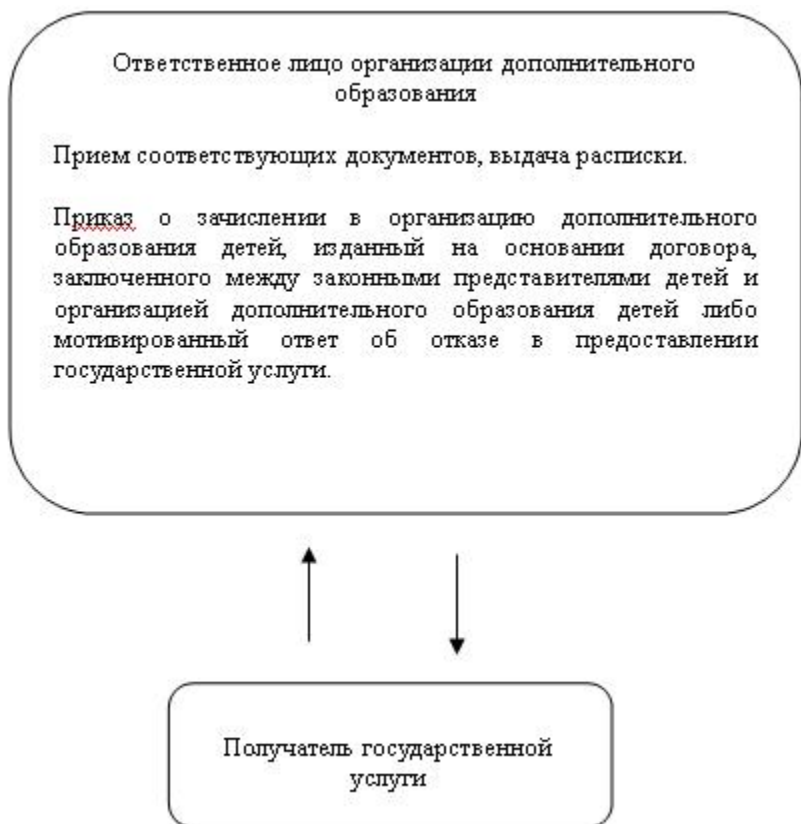 Ответственное лицо организации дополнительного
образования
Прием соответствующих документов, выдача расписки.
Приказ о зачислении в организацию дополнительного
образования детей, изданный на основании договора,
заключенного между законными представителями детей и
организацией дополнительного образования детей либо
мотивированный ответ об отказе в предоставлении
государственной услуги.
Получатель государственной
услуги